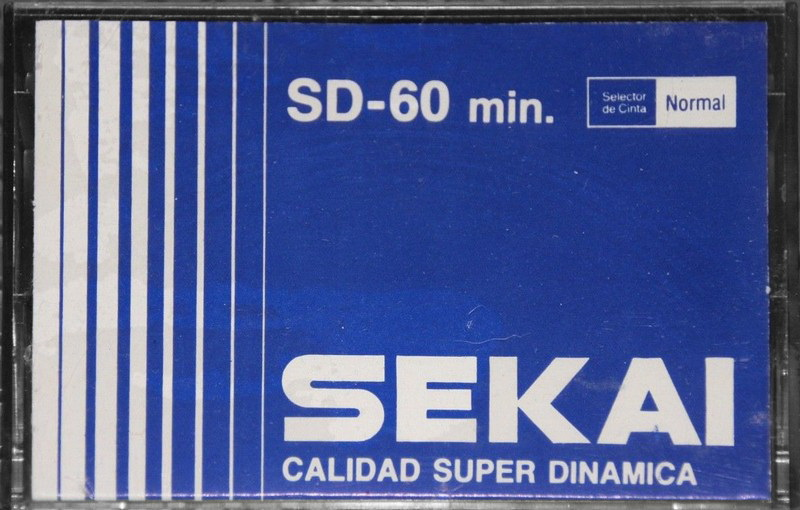 SD-60 min.
Selector
de Cinta
Normal
SEKAI
CALIDAD SUPER DINAMICA